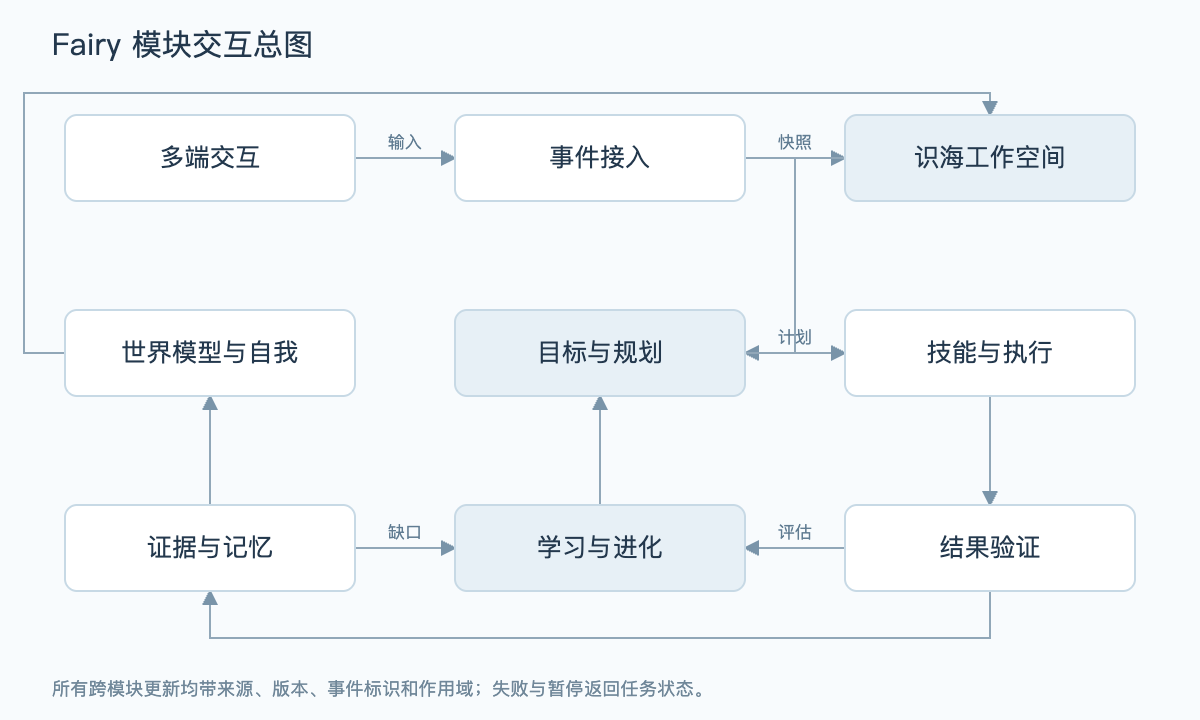 Fairy 模块交互总图
多端交互
输入
事件接入
快照
识海工作空间
世界模型与自我
目标与规划
计划
技能与执行
证据与记忆
缺口
学习与进化
评估
结果验证
所有跨模块更新均带来源、版本、事件标识和作用域；失败与暂停返回任务状态。